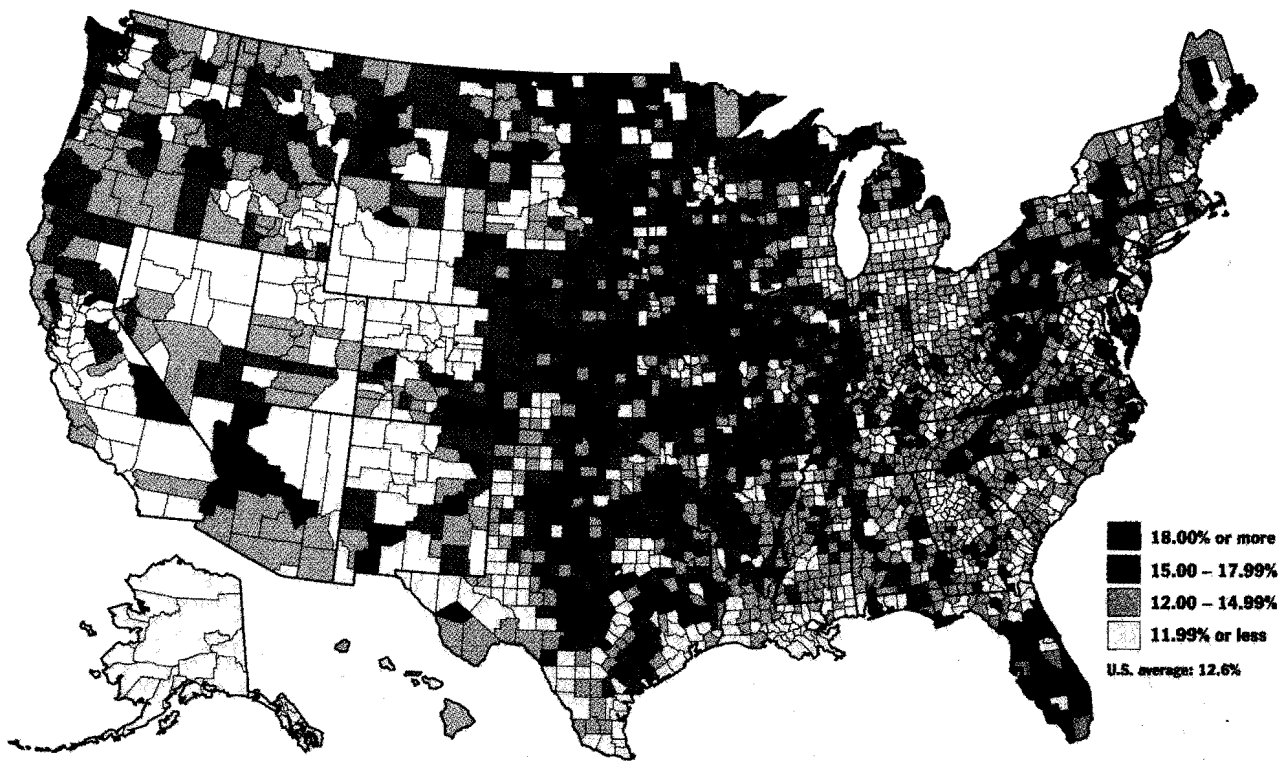 18.00% or more
15.00 – 17.99%
12.00 – 14.99%
11.99% or less
U.S. average: 12.6%